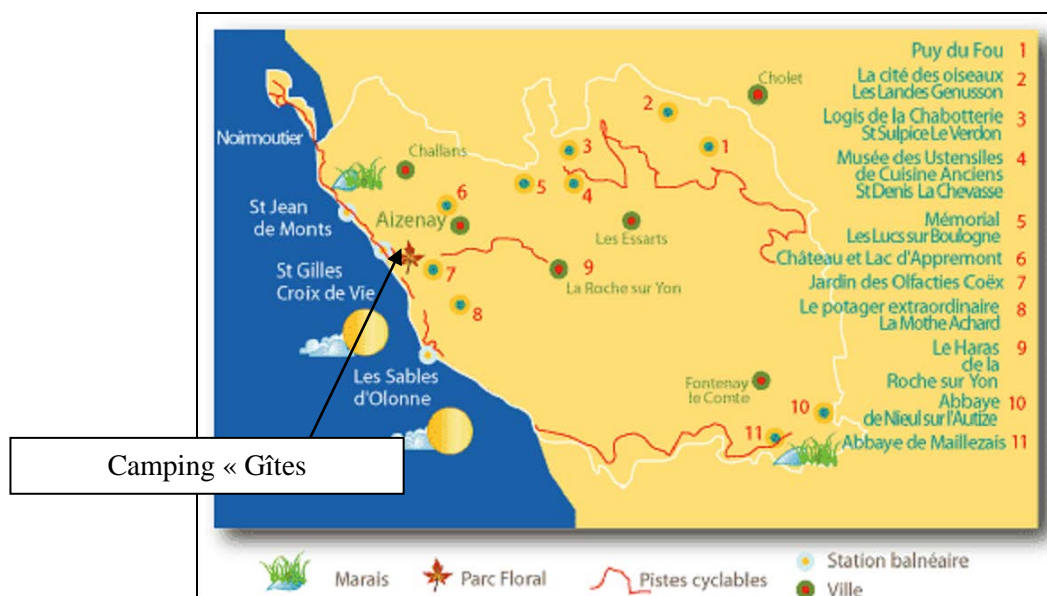 Puy du Fou 1
La cité des oiseaux 2
Les Landes Genusson
Logis de la Chabotterie 3
St Sulpice Le Verdon
Musée des Ustensiles 4
de Cuisine Anciens
St Denis La Chevasse
Mémorial 5
Les Lucs sur Boulogne
Château et Lac d'Appremont 6
Jardin des Olfacties Coëx 7
Le potager extraordinaire 8
La Mothe Achard
Le Haras 9
de la
Roche sur Yon
Abbaye 10
de Nieul sur l'Autize
Abbaye de Maillezais 11
Cholet
2
1
3
Noirmoutier
Challans
5
4
6
St Jean
de Monts
Aizenay
Les Essarts
St Gilles
Croix de Vie
7
9
La Roche sur Yon
8
Les Sables
d'Olonne
Fontenay
le Comte
10
11
Camping « Gîtes
Marais
Parc Floral
Pistes cyclables
Station balnéaire
Ville